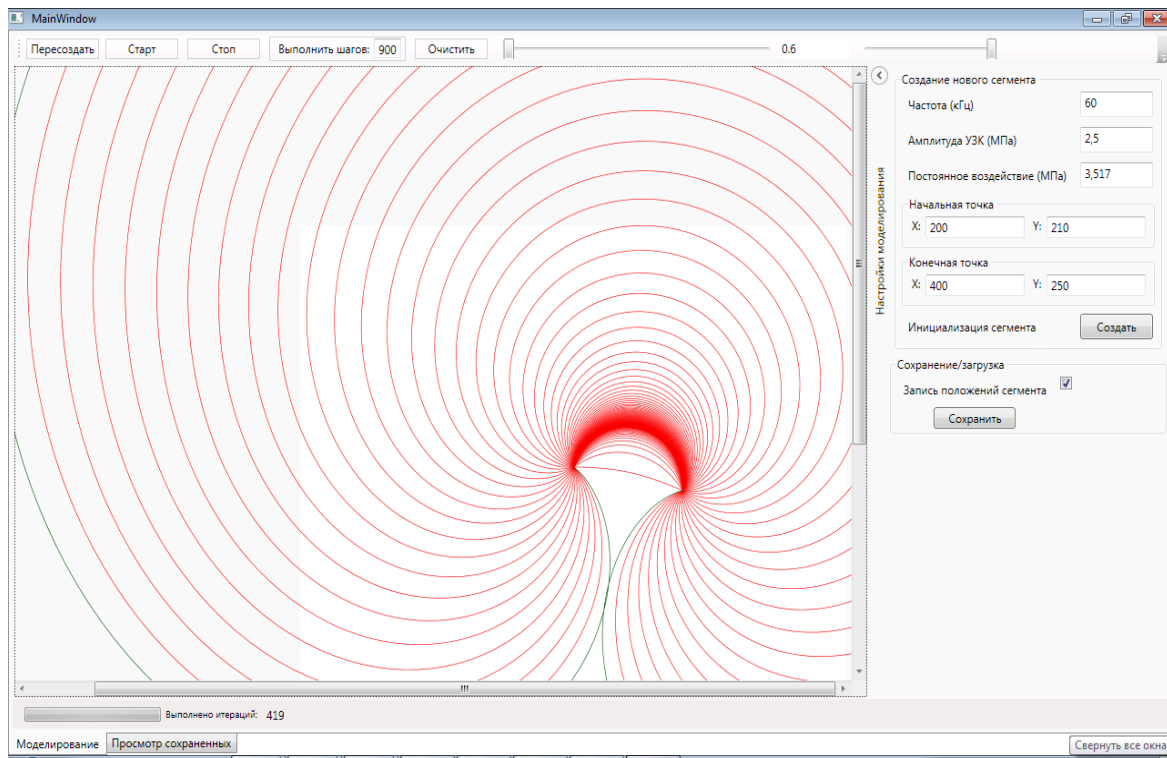 MainWindow
Пересоздать Старт Стоп Выполнить шагов: 900 Очистить 0.6
Создание нового сегмента
Частота (кГц) 60
Амплитуда УЗК (МПа) 2,5
Постоянное воздействие (МПа) 3,517
Начальная точка
X: 200 Y: 210
Конечная точка
X: 400 Y: 250
Инициализация сегмента Создать
Настройки моделирования
Сохранение/загрузка
Запись положений сегмента
Сохранить
Выполнено итераций: 419
Моделирование Просмотр сохраненных
Свернуть все окна